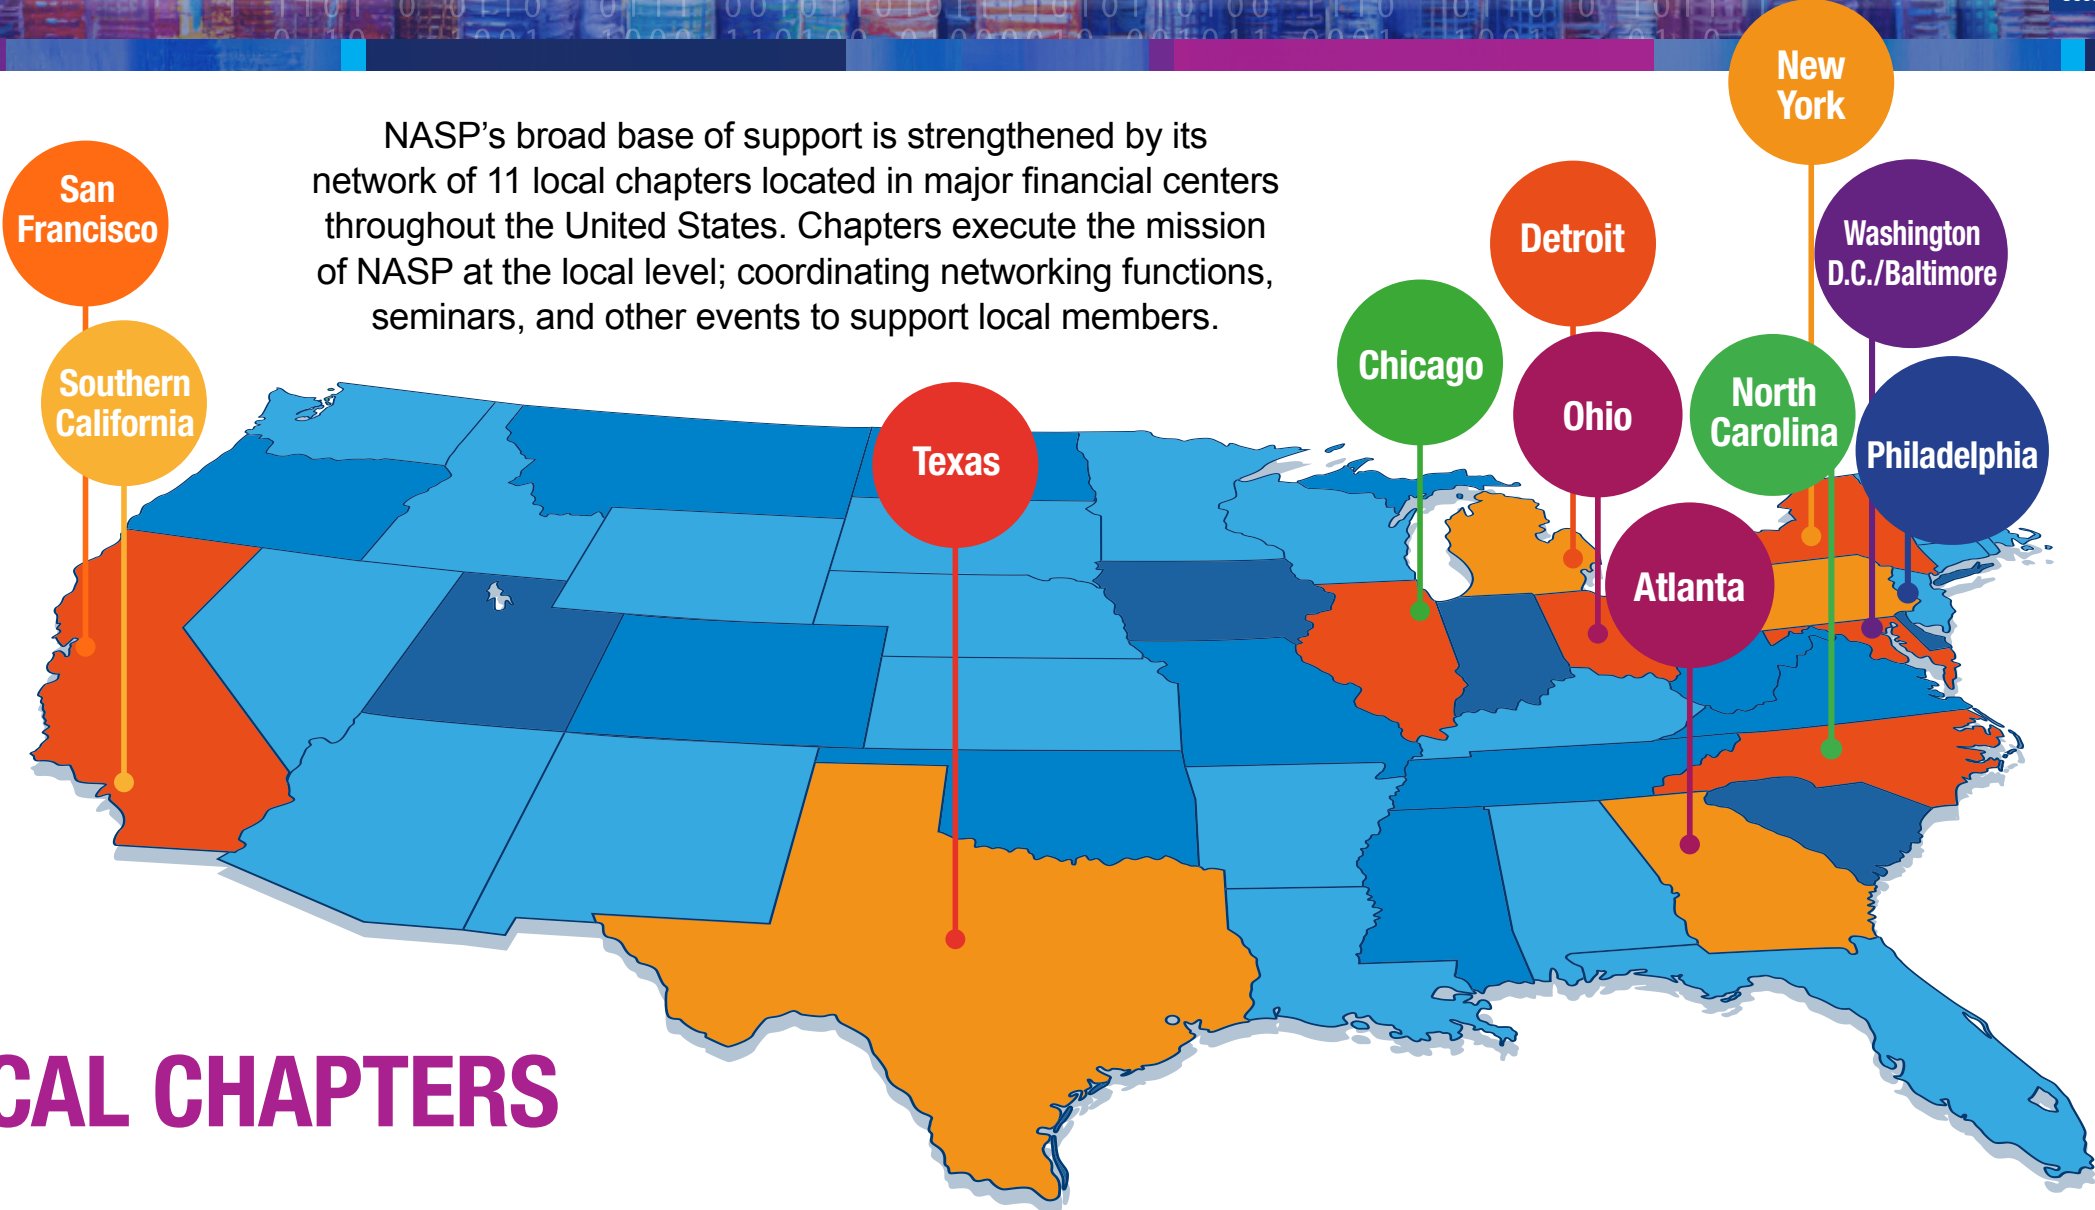 New
York
NASP’s broad base of support is strengthened by its
network of 11 local chapters located in major financial centers
throughout the United States. Chapters execute the mission
of NASP at the local level; coordinating networking functions,
seminars, and other events to support local members.
San
Francisco
Detroit
Washington
D.C./Baltimore
Chicago
Southern
California
Ohio
North
Carolina
Texas
Philadelphia
Atlanta
CAL CHAPTERS